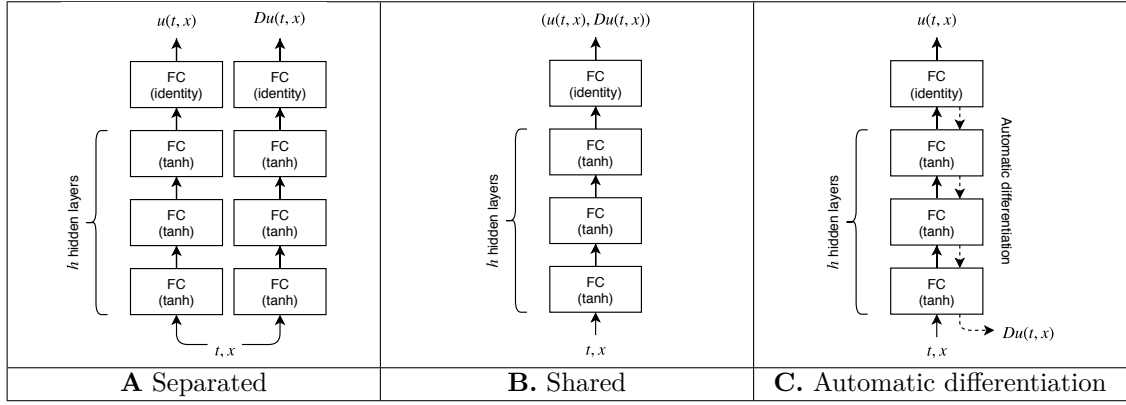 u(t, x)
Du(t, x)
FC
(identity)
FC
(identity)
FC
(tanh)
FC
(tanh)
FC
(tanh)
FC
(tanh)
FC
(tanh)
FC
(tanh)
h hidden layers
t, x
A Separated
(u(t, x), Du(t, x))
FC
(identity)
FC
(tanh)
FC
(tanh)
FC
(tanh)
h hidden layers
t, x
B. Shared
u(t, x)
FC
(identity)
FC
(tanh)
FC
(tanh)
FC
(tanh)
h hidden layers
Automatic differentiation
Du(t, x)
t, x
C. Automatic differentiation